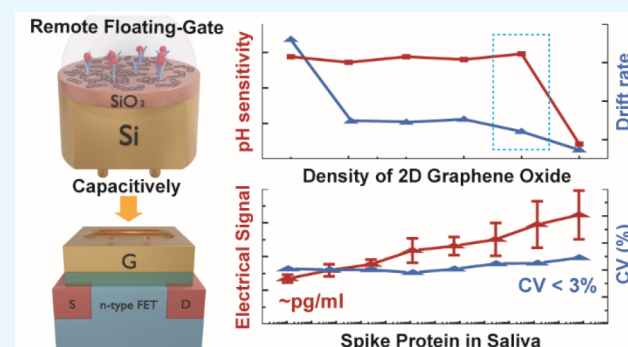 Remote Floating-Gate
SiO₂
Si
Capacitively
G
S
n-type FET
D
pH sensitivity
Drift rate
Density of 2D Graphene Oxide
Electrical Signal
CV (%)
~pg/ml
CV < 3%
Spike Protein in Saliva